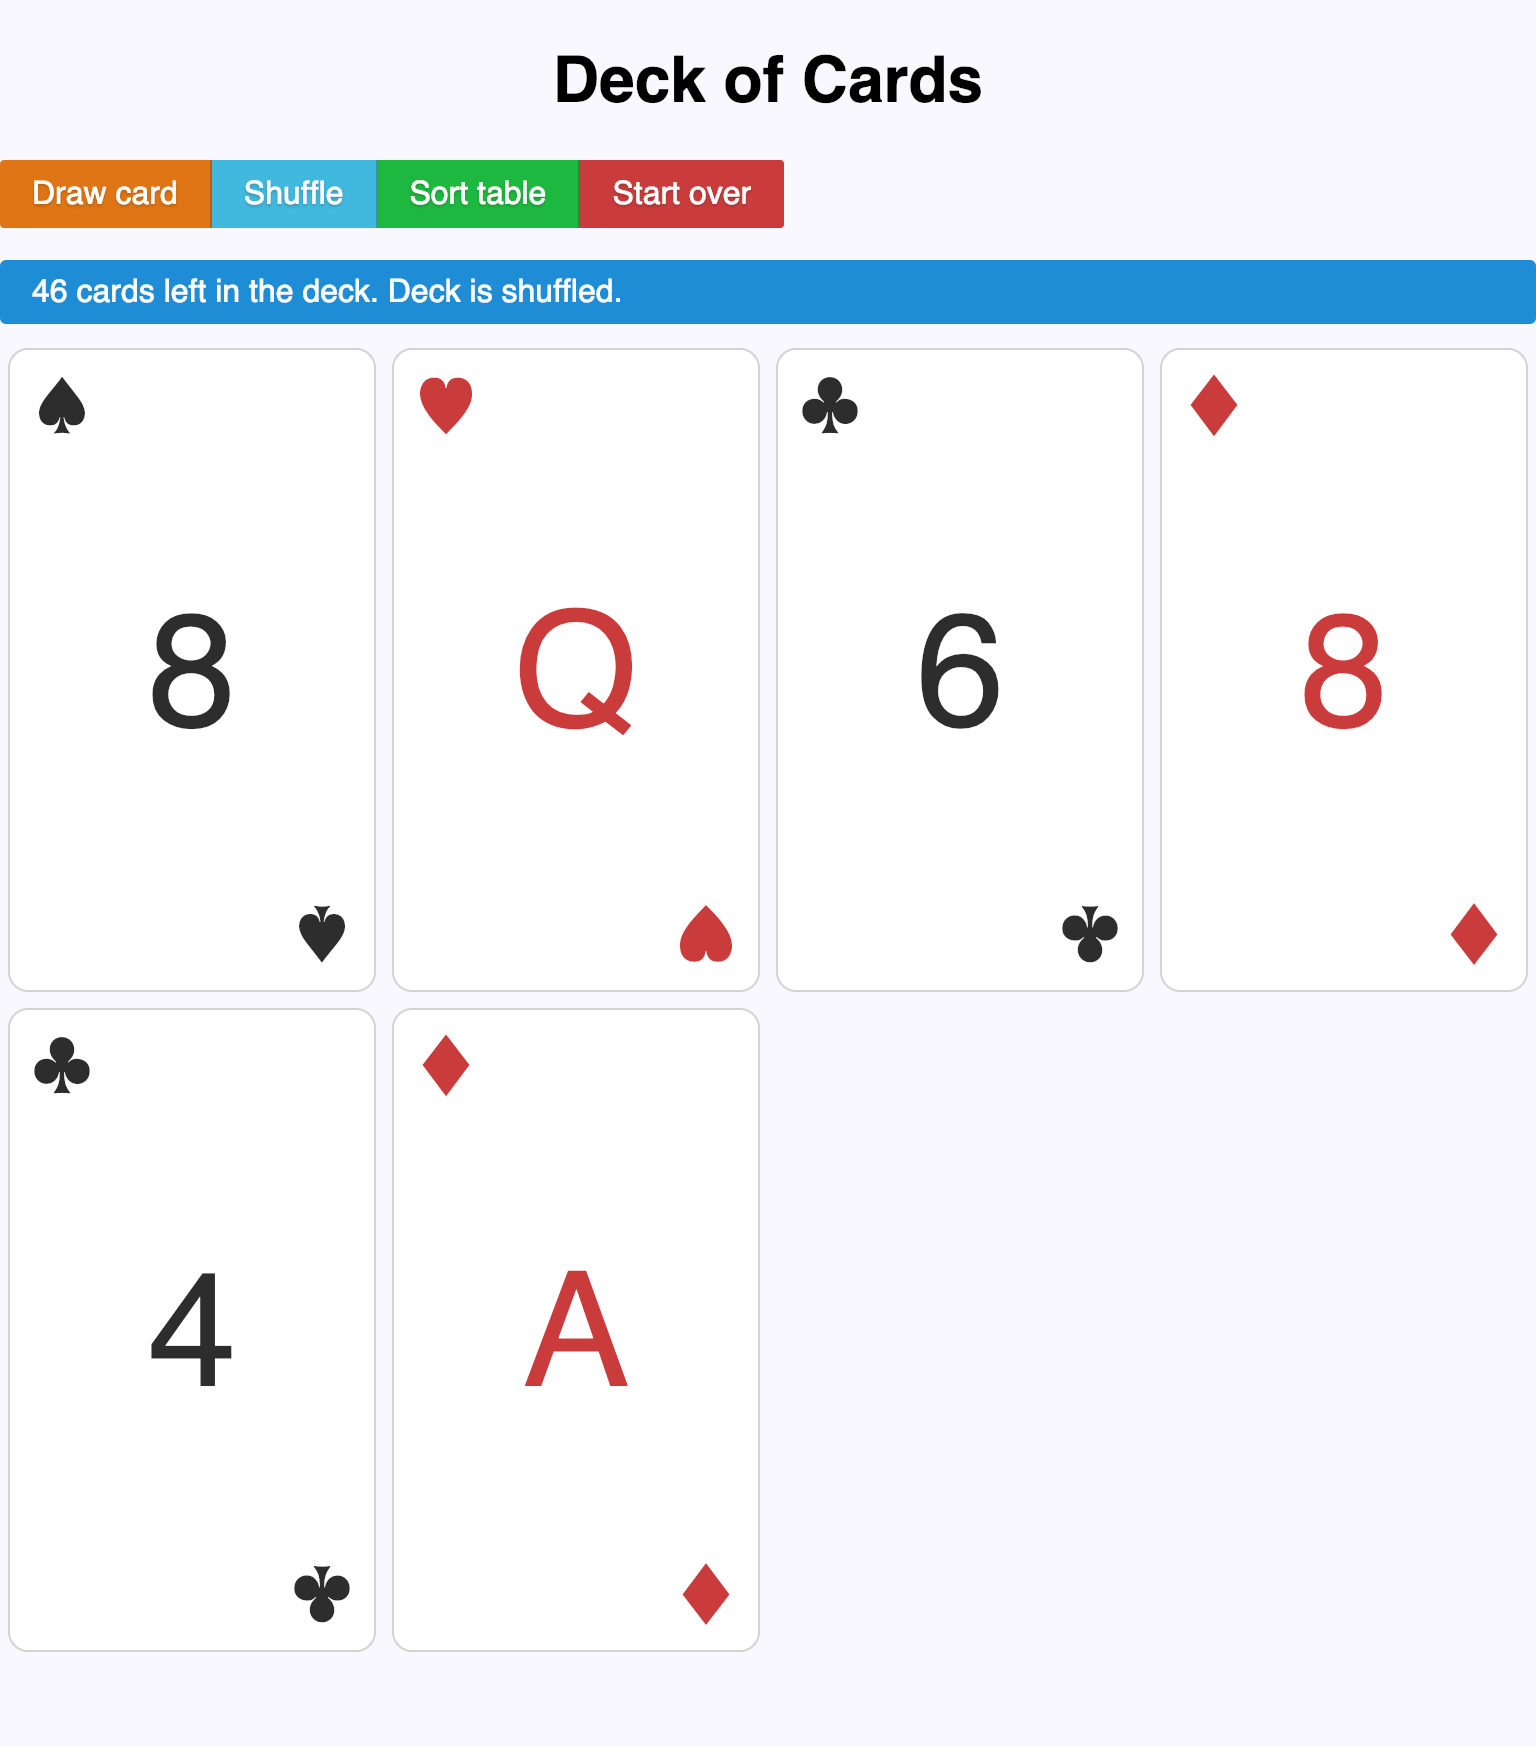 Deck of Cards
Draw card Shuffle Sort table Start over
46 cards left in the deck. Deck is shuffled.
♠ ♥ ♣ ♦
8 Q 6 8
♠ ♥ ♣ ♦
♣ ♦
4 A
♣ ♦